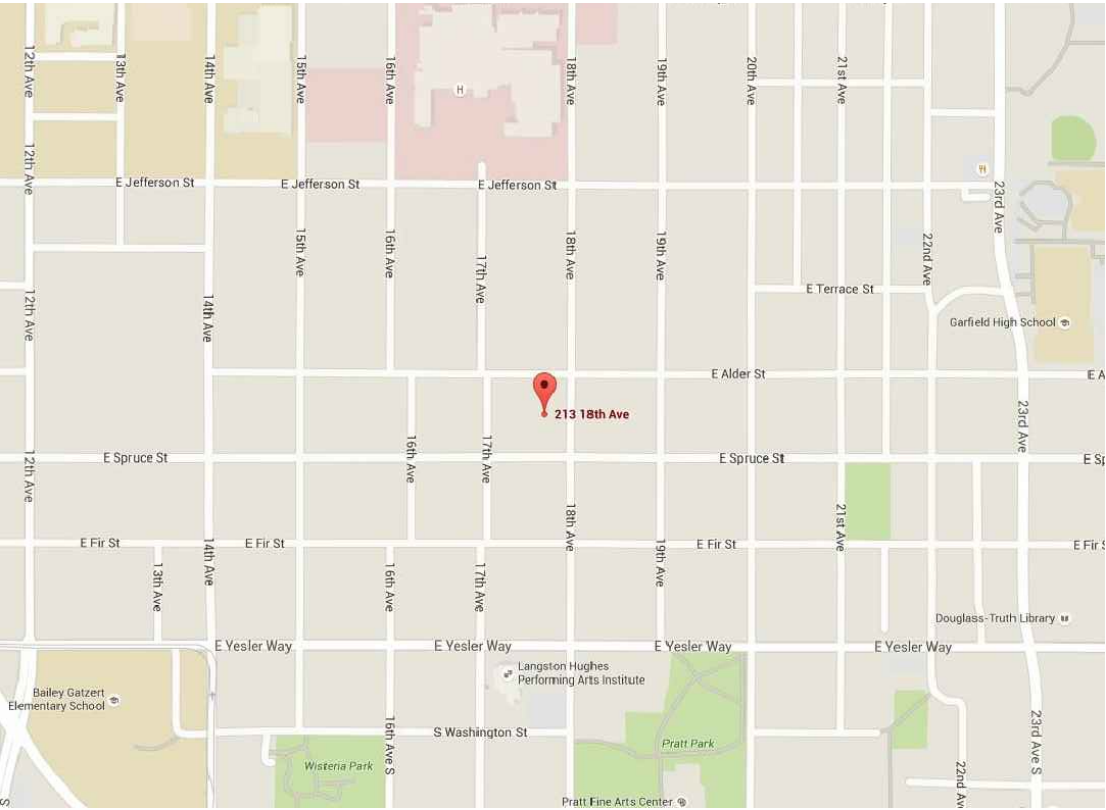 12th Ave
13th Ave
14th Ave
15th Ave
16th Ave
H
18th Ave
19th Ave
20th Ave
21st Ave
12th Ave
E Jefferson St
E Jefferson St
E Jefferson St
23rd Ave
15th Ave
16th Ave
17th Ave
18th Ave
19th Ave
22nd Ave
12th Ave
14th Ave
E Terrace St
Garfield High School
E Alder St
E A
213 18th Ave
23rd Ave
12th Ave
E Spruce St
16th Ave
17th Ave
E Spruce St
E Sp
18th Ave
21st Ave
E Fir St
E Fir St
E Fir St
E Fir S
14th Ave
19th Ave
13th Ave
16th Ave
17th Ave
Douglass-Truth Library
E Yesler Way
E Yesler Way
E Yesler Way
E Yesler Way
Langston Hughes
Performing Arts Institute
Bailey Gatzert
Elementary School
16th Ave S
S Washington St
23rd Ave S
Pratt Park
Wisteria Park
22nd Av
Pratt Fine Arts Center
S